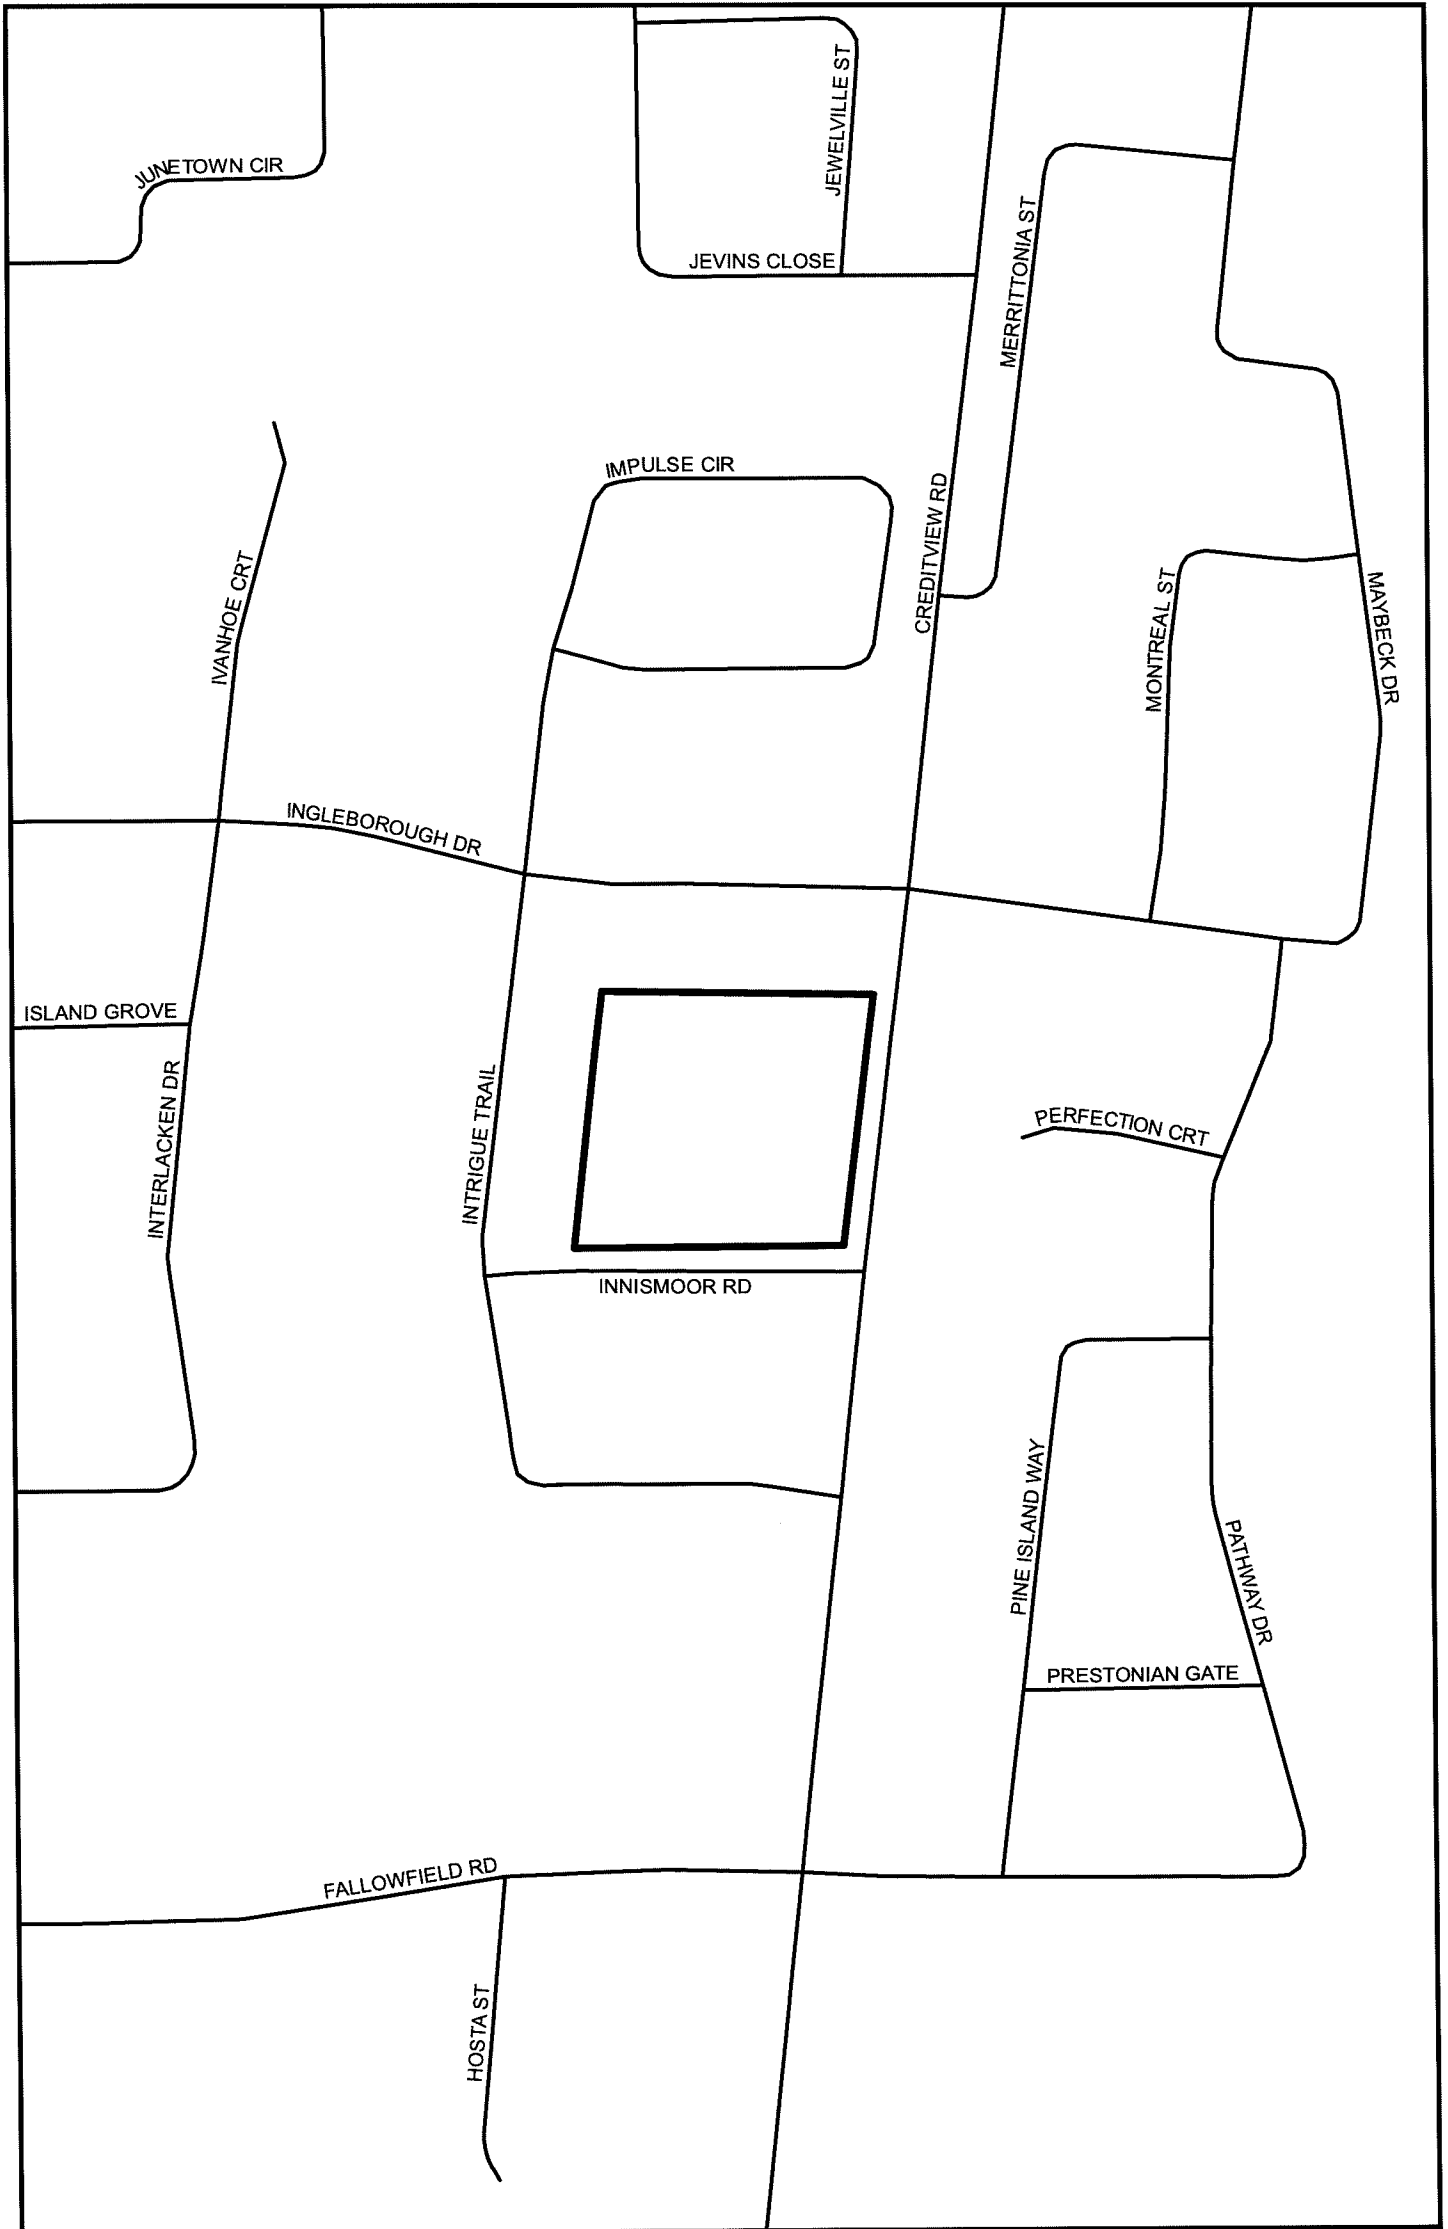 JEWELVILLE ST
JUNETOWN CIR
JEVINS CLOSE
MERRITTONIA ST
IMPULSE CIR
CREDITVIEW RD
IVANHOE CRT
MONTREAL ST
MAYBECK DR
INGLEBOROUGH DR
ISLAND GROVE
INTERLACKEN DR
INTRIGUE TRAIL
PERFECTION CRT
INNISMOOR RD
PINE ISLAND WAY
PATHWAY DR
PRESTONIAN GATE
FALLOWFIELD RD
HOSTA ST